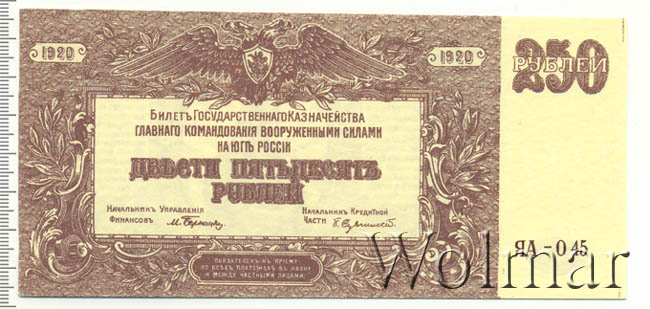 1920
1920
250
РУБЛЕЙ
БИЛЕТЪ ГОСУДАРСТВЕННАГО КАЗНАЧЕЙСТВА
ГЛАВНАГО КОМАНДОВАНІЯ ВООРУЖЕННЫМИ СИЛАМИ
НА ЮГѢ РОССІИ
ДВѢСТИ ПЯТЬДЕСЯТЪ
РУБЛЕЙ
НАЧАЛЬНИКЪ УПРАВЛЕНІЯ
ФИНАНСОВЪ
НАЧАЛЬНИКЪ КРЕДИТНОЙ
ЧАСТИ
ЯА - 045
ОБЯЗАТЕЛЕНЪ КЪ ПРІЕМУ
ВО ВСѢХЪ ПЛАТЕЖАХЪ ВЪ КАЗНУ
И МЕЖДУ ЧАСТНЫМИ ЛИЦАМИ.
Wolmar